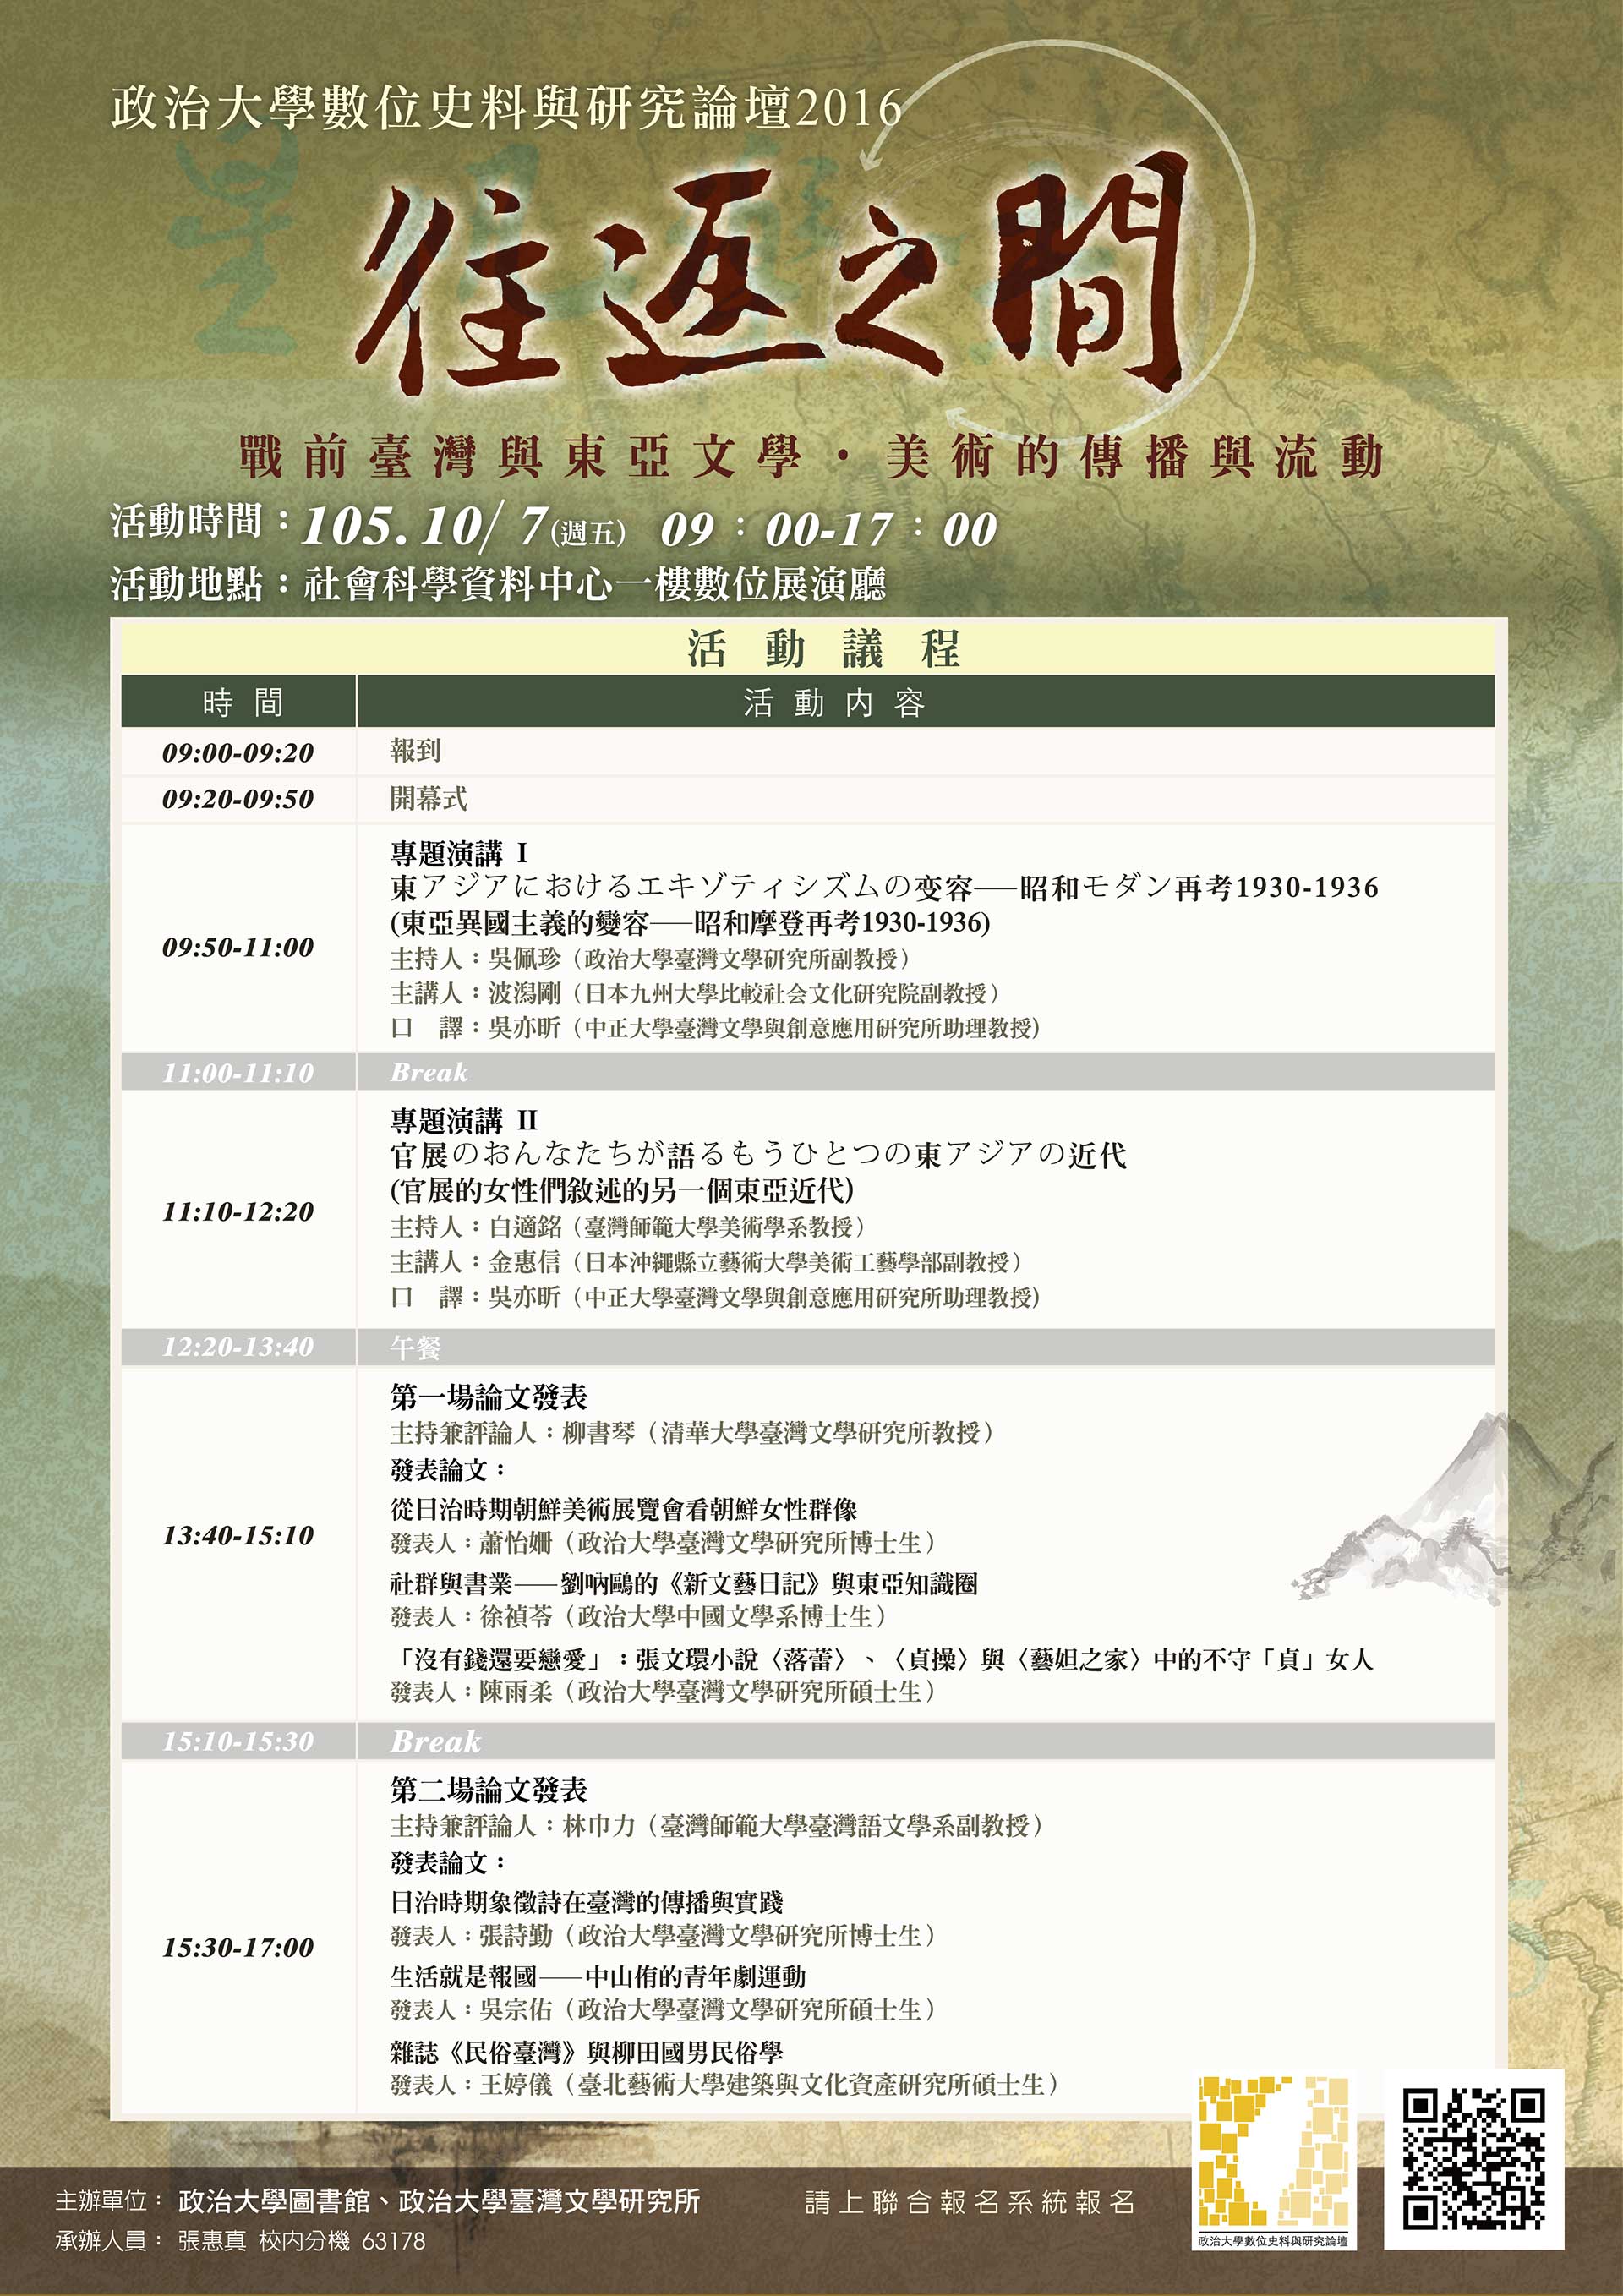 政治大學數位史料與研究論壇2016
往返之間
戰前臺灣與東亞文學・美術的傳播與流動
活動時間：105.10/ 7(週五) 09：00-17：00
活動地點：社會科學資料中心一樓數位展演廳
活動議程
時間 活動內容
09:00-09:20 報到
09:20-09:50 開幕式
09:50-11:00
專題演講 I
東アジアにおけるエキゾティシズムの変容——昭和モダン再考1930-1936
(東亞異國主義的變容——昭和摩登再考1930-1936)
主持人：吳佩珍（政治大學臺灣文學研究所副教授）
主講人：波潟剛（日本九州大學比較社会文化研究院副教授）
口　譯：吳亦昕（中正大學臺灣文學與創意應用研究所助理教授)
11:00-11:10 Break
11:10-12:20
專題演講 II
官展のおんなたちが語るもうひとつの東アジアの近代
(官展的女性們敘述的另一個東亞近代)
主持人：白適銘（臺灣師範大學美術學系教授）
主講人：金惠信（日本沖繩縣立藝術大學美術工藝學部副教授）
口　譯：吳亦昕（中正大學臺灣文學與創意應用研究所助理教授)
12:20-13:40 午餐
13:40-15:10
第一場論文發表
主持兼評論人：柳書琴（清華大學臺灣文學研究所教授）
發表論文：
從日治時期朝鮮美術展覽會看朝鮮女性群像
發表人：蕭怡姍（政治大學臺灣文學研究所博士生）
社群與書業——劉吶鷗的《新文藝日記》與東亞知識圈
發表人：徐禎苓（政治大學中國文學系博士生）
「沒有錢還要戀愛」：張文環小說〈落蕾〉、〈貞操〉與〈藝妲之家〉中的不守「貞」女人
發表人：陳雨柔（政治大學臺灣文學研究所碩士生）
15:10-15:30 Break
15:30-17:00
第二場論文發表
主持兼評論人：林巾力（臺灣師範大學臺灣語文學系副教授）
發表論文：
日治時期象徵詩在臺灣的傳播與實踐
發表人：張詩勤（政治大學臺灣文學研究所博士生）
生活就是報國——中山侑的青年劇運動
發表人：吳宗佑（政治大學臺灣文學研究所碩士生）
雜誌《民俗臺灣》與柳田國男民俗學
發表人：王婷儀（臺北藝術大學建築與文化資產研究所碩士生）
主辦單位：政治大學圖書館、政治大學臺灣文學研究所
請上聯合報名系統報名
承辦人員：張惠真 校內分機 63178
政治大學數位史料與研究論壇